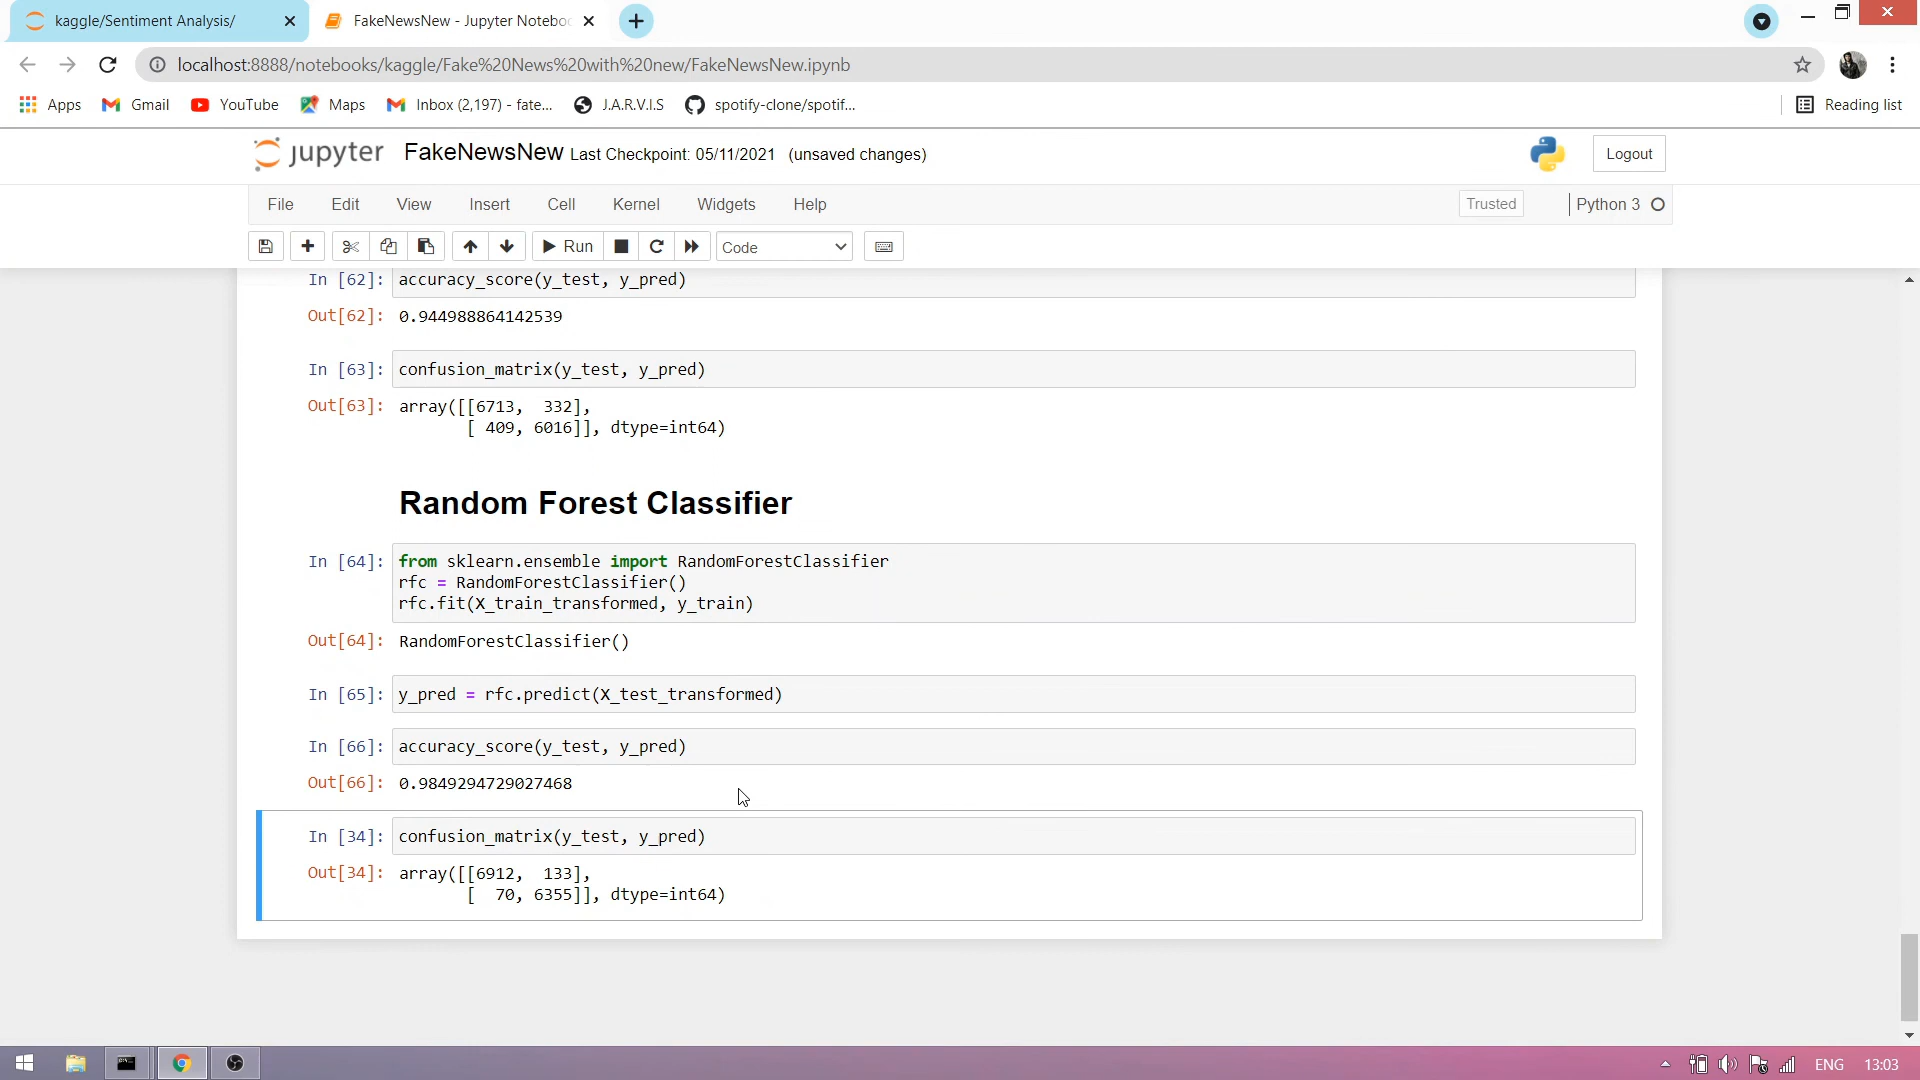 kaggle/Sentiment Analysis/
FakeNewsNew - Jupyter Notebo
localhost:8888/notebooks/kaggle/Fake%20News%20with%20new/FakeNewsNew.ipynb
Apps Gmail YouTube Maps Inbox (2,197) - fate... J.A.R.V.I.S spotify-clone/spotif... Reading list
jupyter FakeNewsNew Last Checkpoint: 05/11/2021 (unsaved changes) Logout
File Edit View Insert Cell Kernel Widgets Help Trusted Python 3
Run Code
In [62]: accuracy_score(y_test, y_pred)
Out[62]: 0.944988864142539
In [63]: confusion_matrix(y_test, y_pred)
Out[63]: array([[6713,  332],
[ 409, 6016]], dtype=int64)
Random Forest Classifier
In [64]: from sklearn.ensemble import RandomForestClassifier
rfc = RandomForestClassifier()
rfc.fit(X_train_transformed, y_train)
Out[64]: RandomForestClassifier()
In [65]: y_pred = rfc.predict(X_test_transformed)
In [66]: accuracy_score(y_test, y_pred)
Out[66]: 0.9849294729027468
In [34]: confusion_matrix(y_test, y_pred)
Out[34]: array([[6912,  133],
[  70, 6355]], dtype=int64)
ENG 13:03